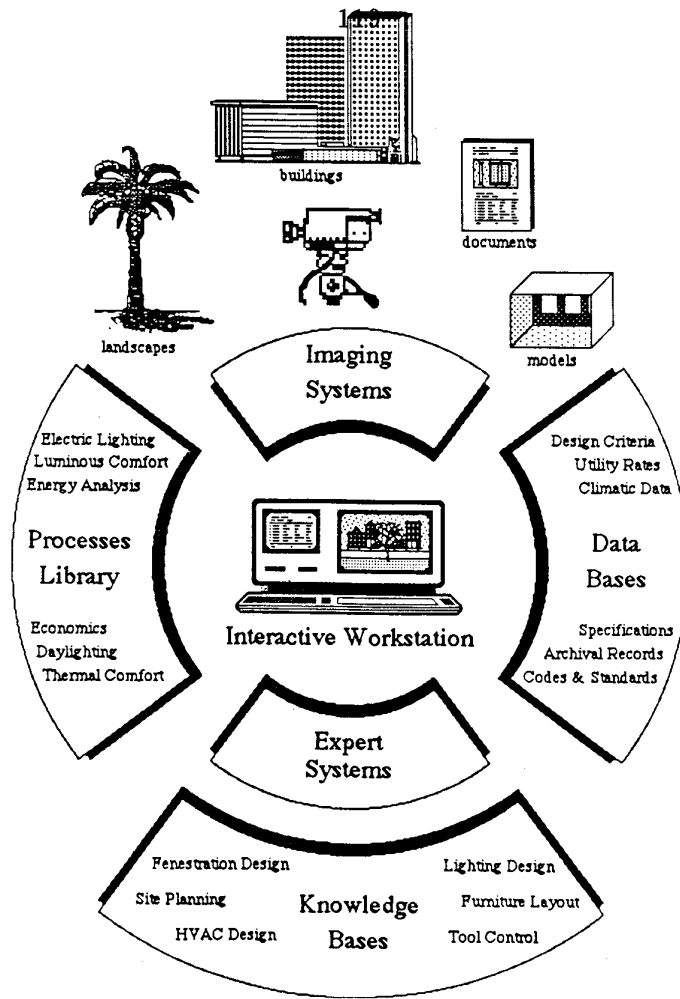 buildings
documents
landscapes
models
Imaging
Systems
Electric Lighting
Luminous Comfort
Energy Analysis
Processes
Library
Economics
Daylighting
Thermal Comfort
Design Criteria
Utility Rates
Climatic Data
Data
Bases
Specifications
Archival Records
Codes & Standards
Interactive Workstation
Expert
Systems
Fenestration Design
Site Planning
HVAC Design
Knowledge
Bases
Lighting Design
Furniture Layout
Tool Control